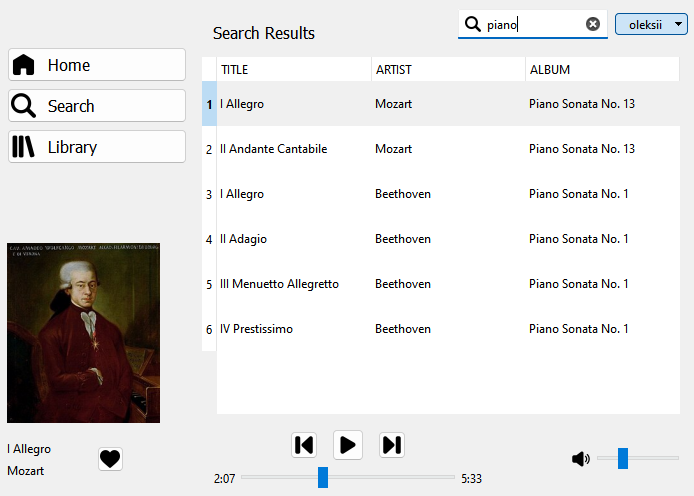 Search Results
piano
oleksii
Home
Search
Library
TITLE ARTIST ALBUM
1 I Allegro Mozart Piano Sonata No. 13
2 II Andante Cantabile Mozart Piano Sonata No. 13
3 I Allegro Beethoven Piano Sonata No. 1
4 II Adagio Beethoven Piano Sonata No. 1
5 III Menuetto Allegretto Beethoven Piano Sonata No. 1
6 IV Prestissimo Beethoven Piano Sonata No. 1
I Allegro
Mozart
2:07
5:33